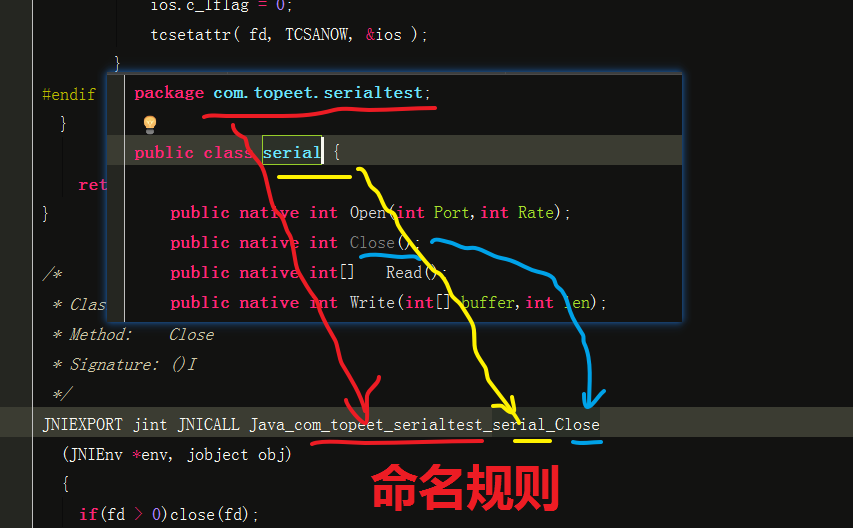 ios.c_lflag = 0;
tcsetattr( fd, TCSANOW, &ios );
}
#endif
}
ret
}
package com.topeet.serialtest;
public class serial {
public native int Open(int Port,int Rate);
public native int Close();
public native int[] Read();
public native int Write(int[] buffer,int len);
/*
* Clas
* Method: Close
* Signature: ()I
*/
JNIEXPORT jint JNICALL Java_com_topeet_serialtest_serial_Close
(JNIEnv *env, jobject obj)
{
命名规则
if(fd > 0)close(fd);